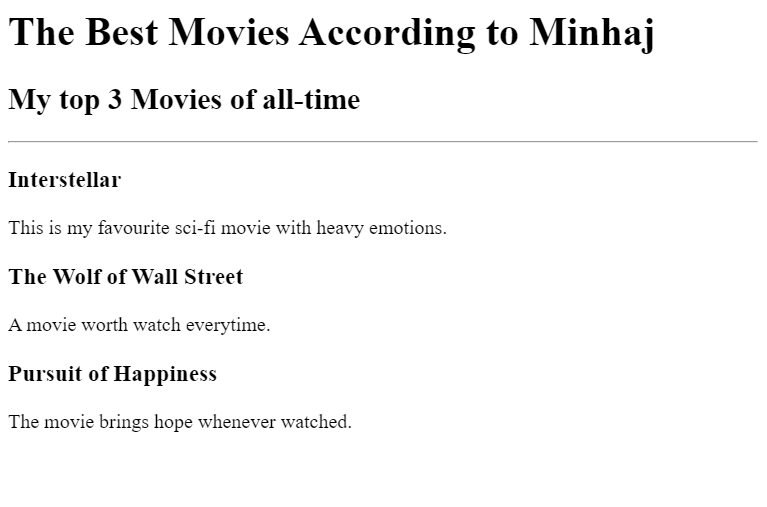 The Best Movies According to Minhaj
My top 3 Movies of all-time
Interstellar
This is my favourite sci-fi movie with heavy emotions.
The Wolf of Wall Street
A movie worth watch everytime.
Pursuit of Happiness
The movie brings hope whenever watched.